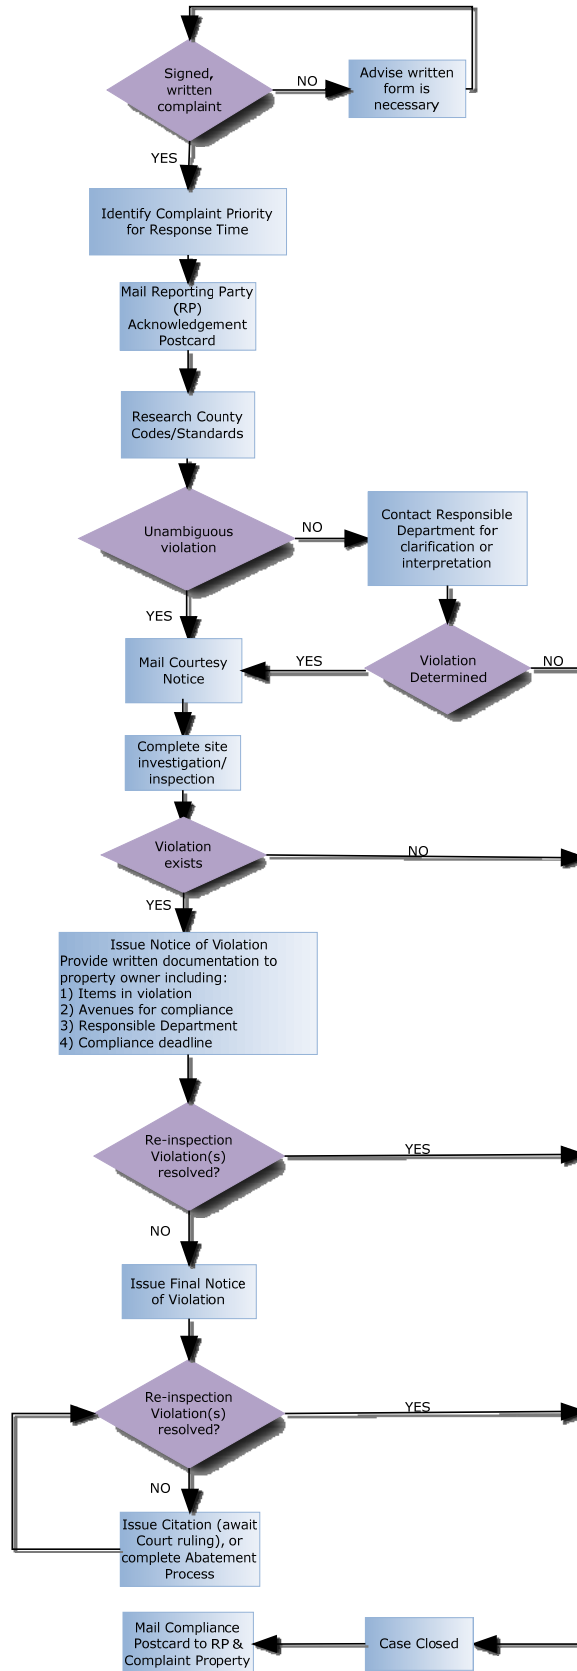 Signed,
written
complaint
NO
Advise written
form is
necessary
YES
Identify Complaint Priority
for Response Time
Mail Reporting Party
(RP)
Acknowledgement
Postcard
Research County
Codes/Standards
Unambiguous
violation
NO
Contact Responsible
Department for
clarification or
interpretation
YES
Mail Courtesy
Notice
YES
Violation
Determined
NO
Complete site
investigation/
inspection
Violation
exists
NO
YES
Issue Notice of Violation
Provide written documentation to
property owner including:
1) Items in violation
2) Avenues for compliance
3) Responsible Department
4) Compliance deadline
Re-inspection
Violation(s)
resolved?
YES
NO
Issue Final Notice
of Violation
Re-inspection
Violation(s)
resolved?
YES
NO
Issue Citation (await
Court ruling), or
complete Abatement
Process
Mail Compliance
Postcard to RP &
Complaint Property
Case Closed